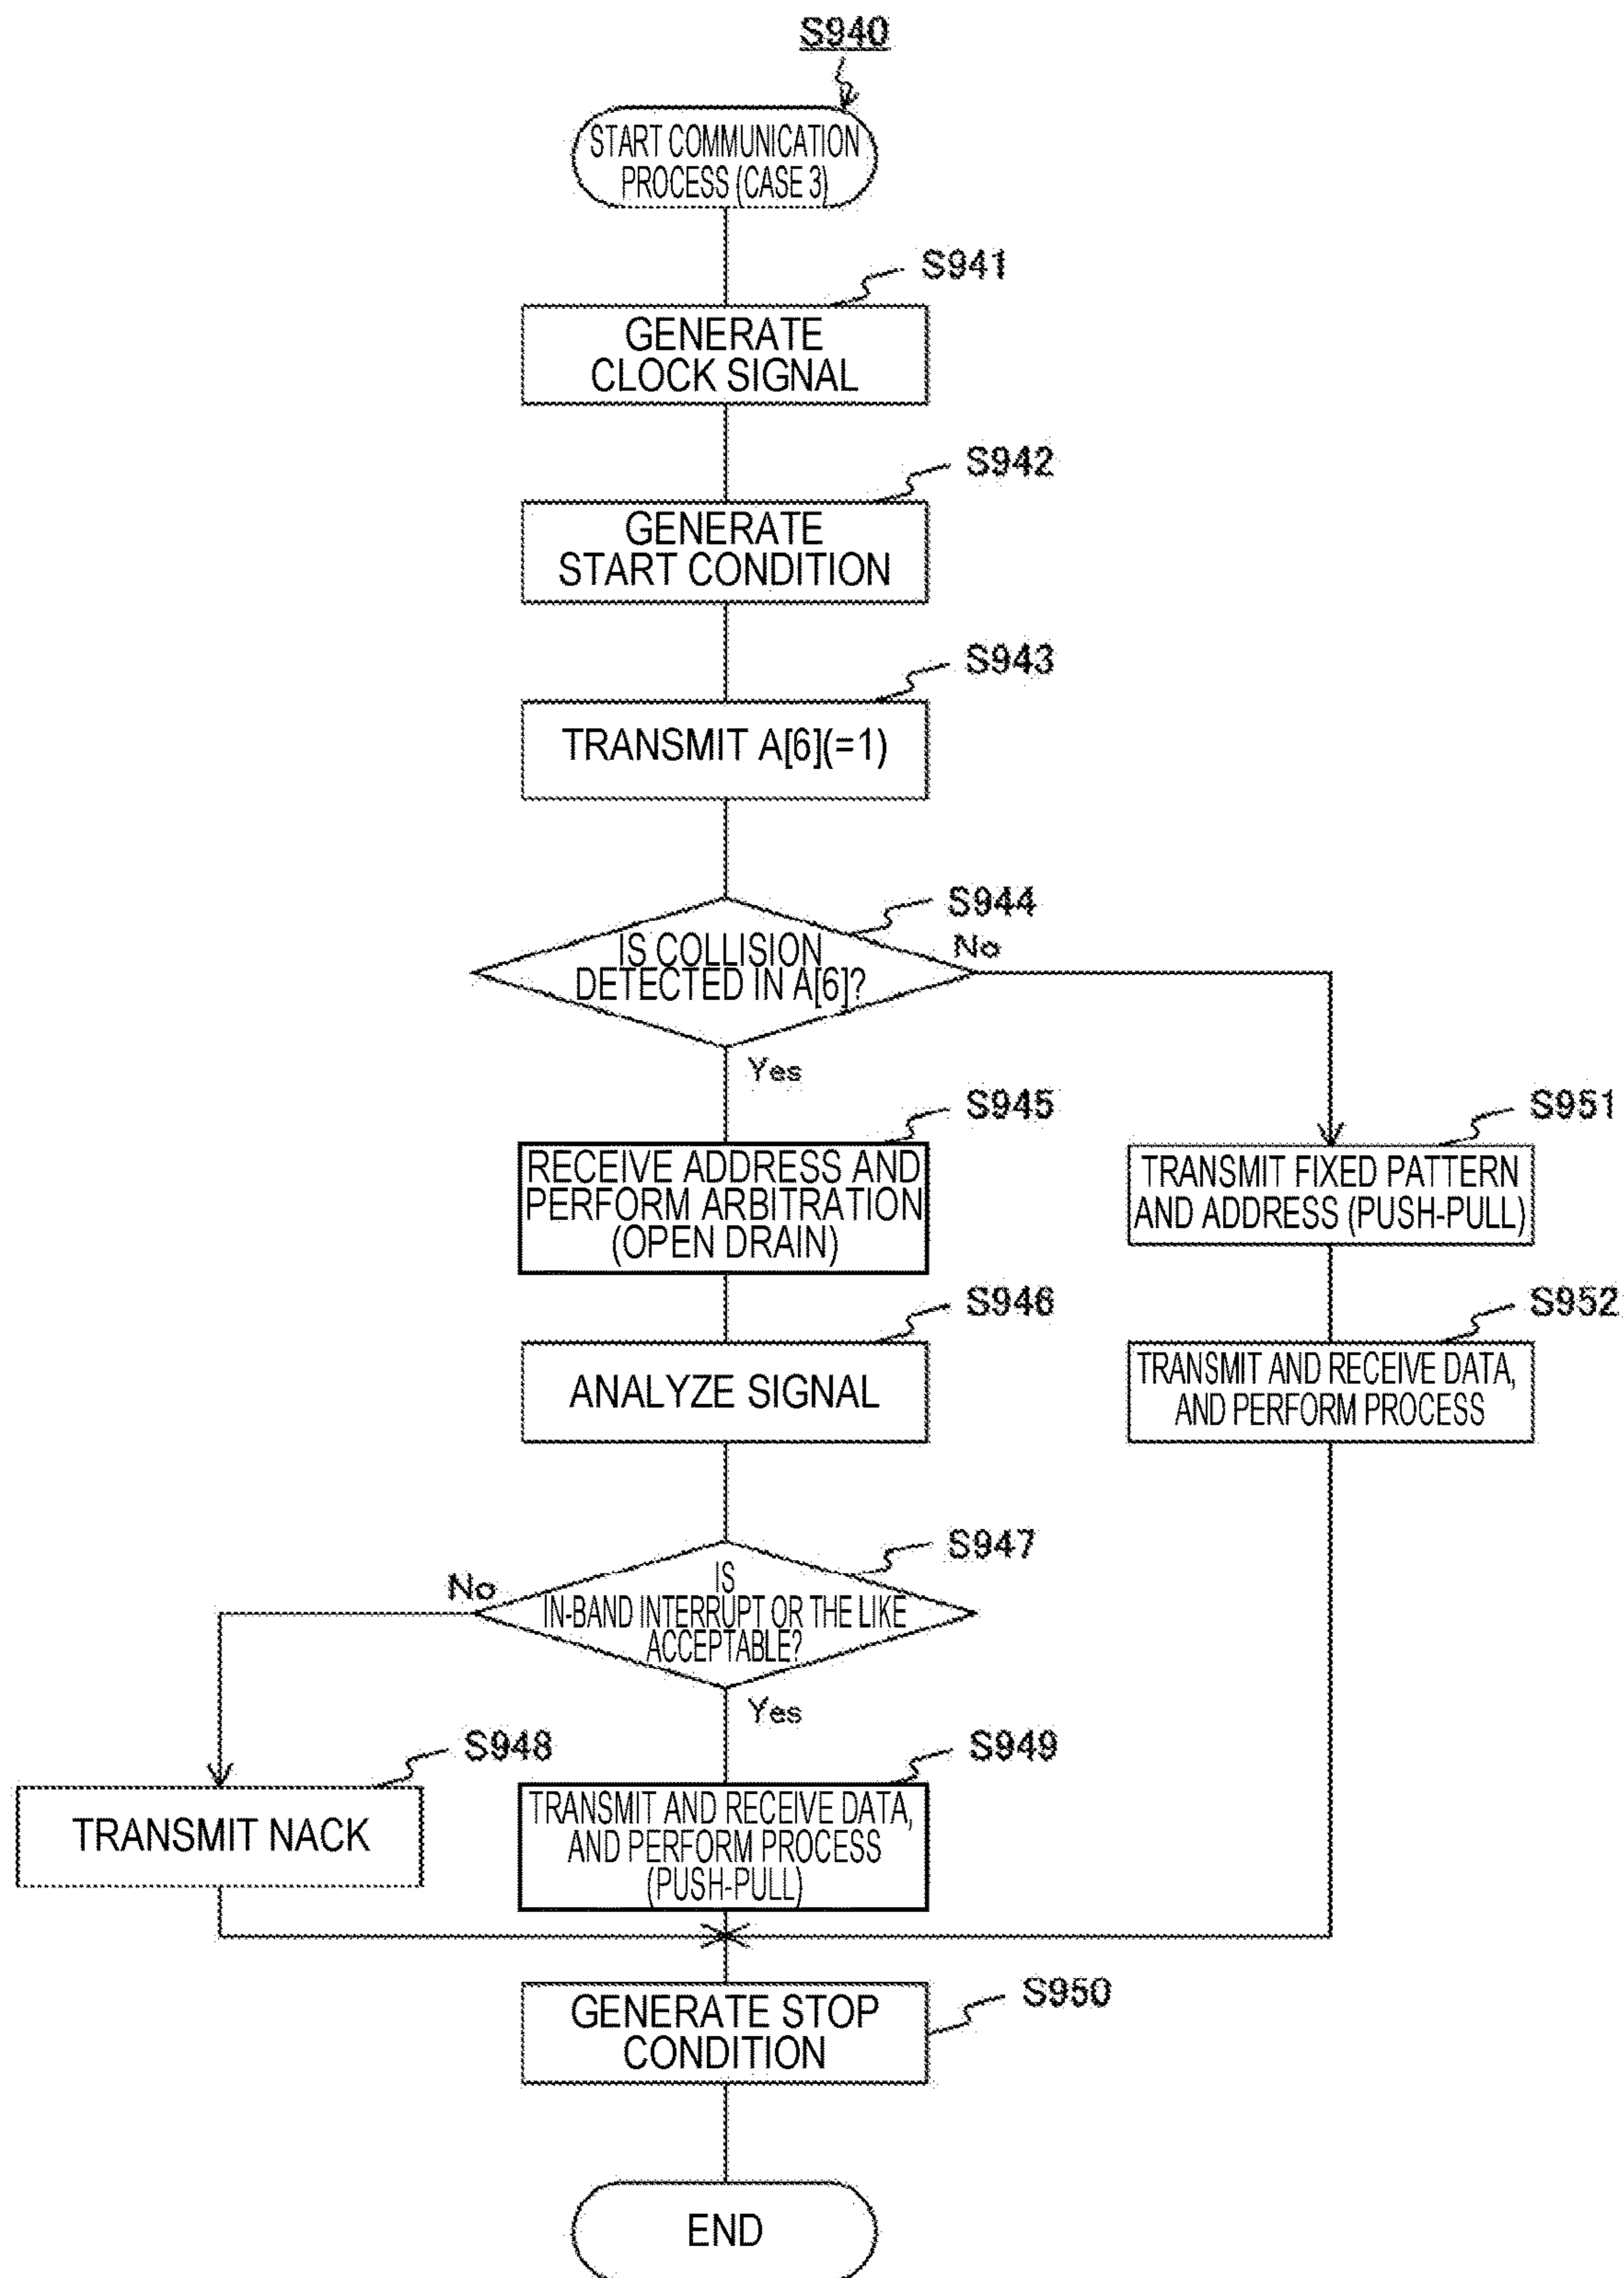 S940
START COMMUNICATION
PROCESS (CASE 3)
S941
GENERATE
CLOCK SIGNAL
S942
GENERATE
START CONDITION
S943
TRANSMIT A[6](=1)
S944
IS COLLISION
DETECTED IN A[6]?
No
Yes
S945
RECEIVE ADDRESS AND
PERFORM ARBITRATION
(OPEN DRAIN)
S951
TRANSMIT FIXED PATTERN
AND ADDRESS (PUSH-PULL)
S946
ANALYZE SIGNAL
S952
TRANSMIT AND RECEIVE DATA,
AND PERFORM PROCESS
S947
IS
IN-BAND INTERRUPT OR THE LIKE
ACCEPTABLE?
No
Yes
S948
TRANSMIT NACK
S949
TRANSMIT AND RECEIVE DATA,
AND PERFORM PROCESS
(PUSH-PULL)
S950
GENERATE STOP
CONDITION
END